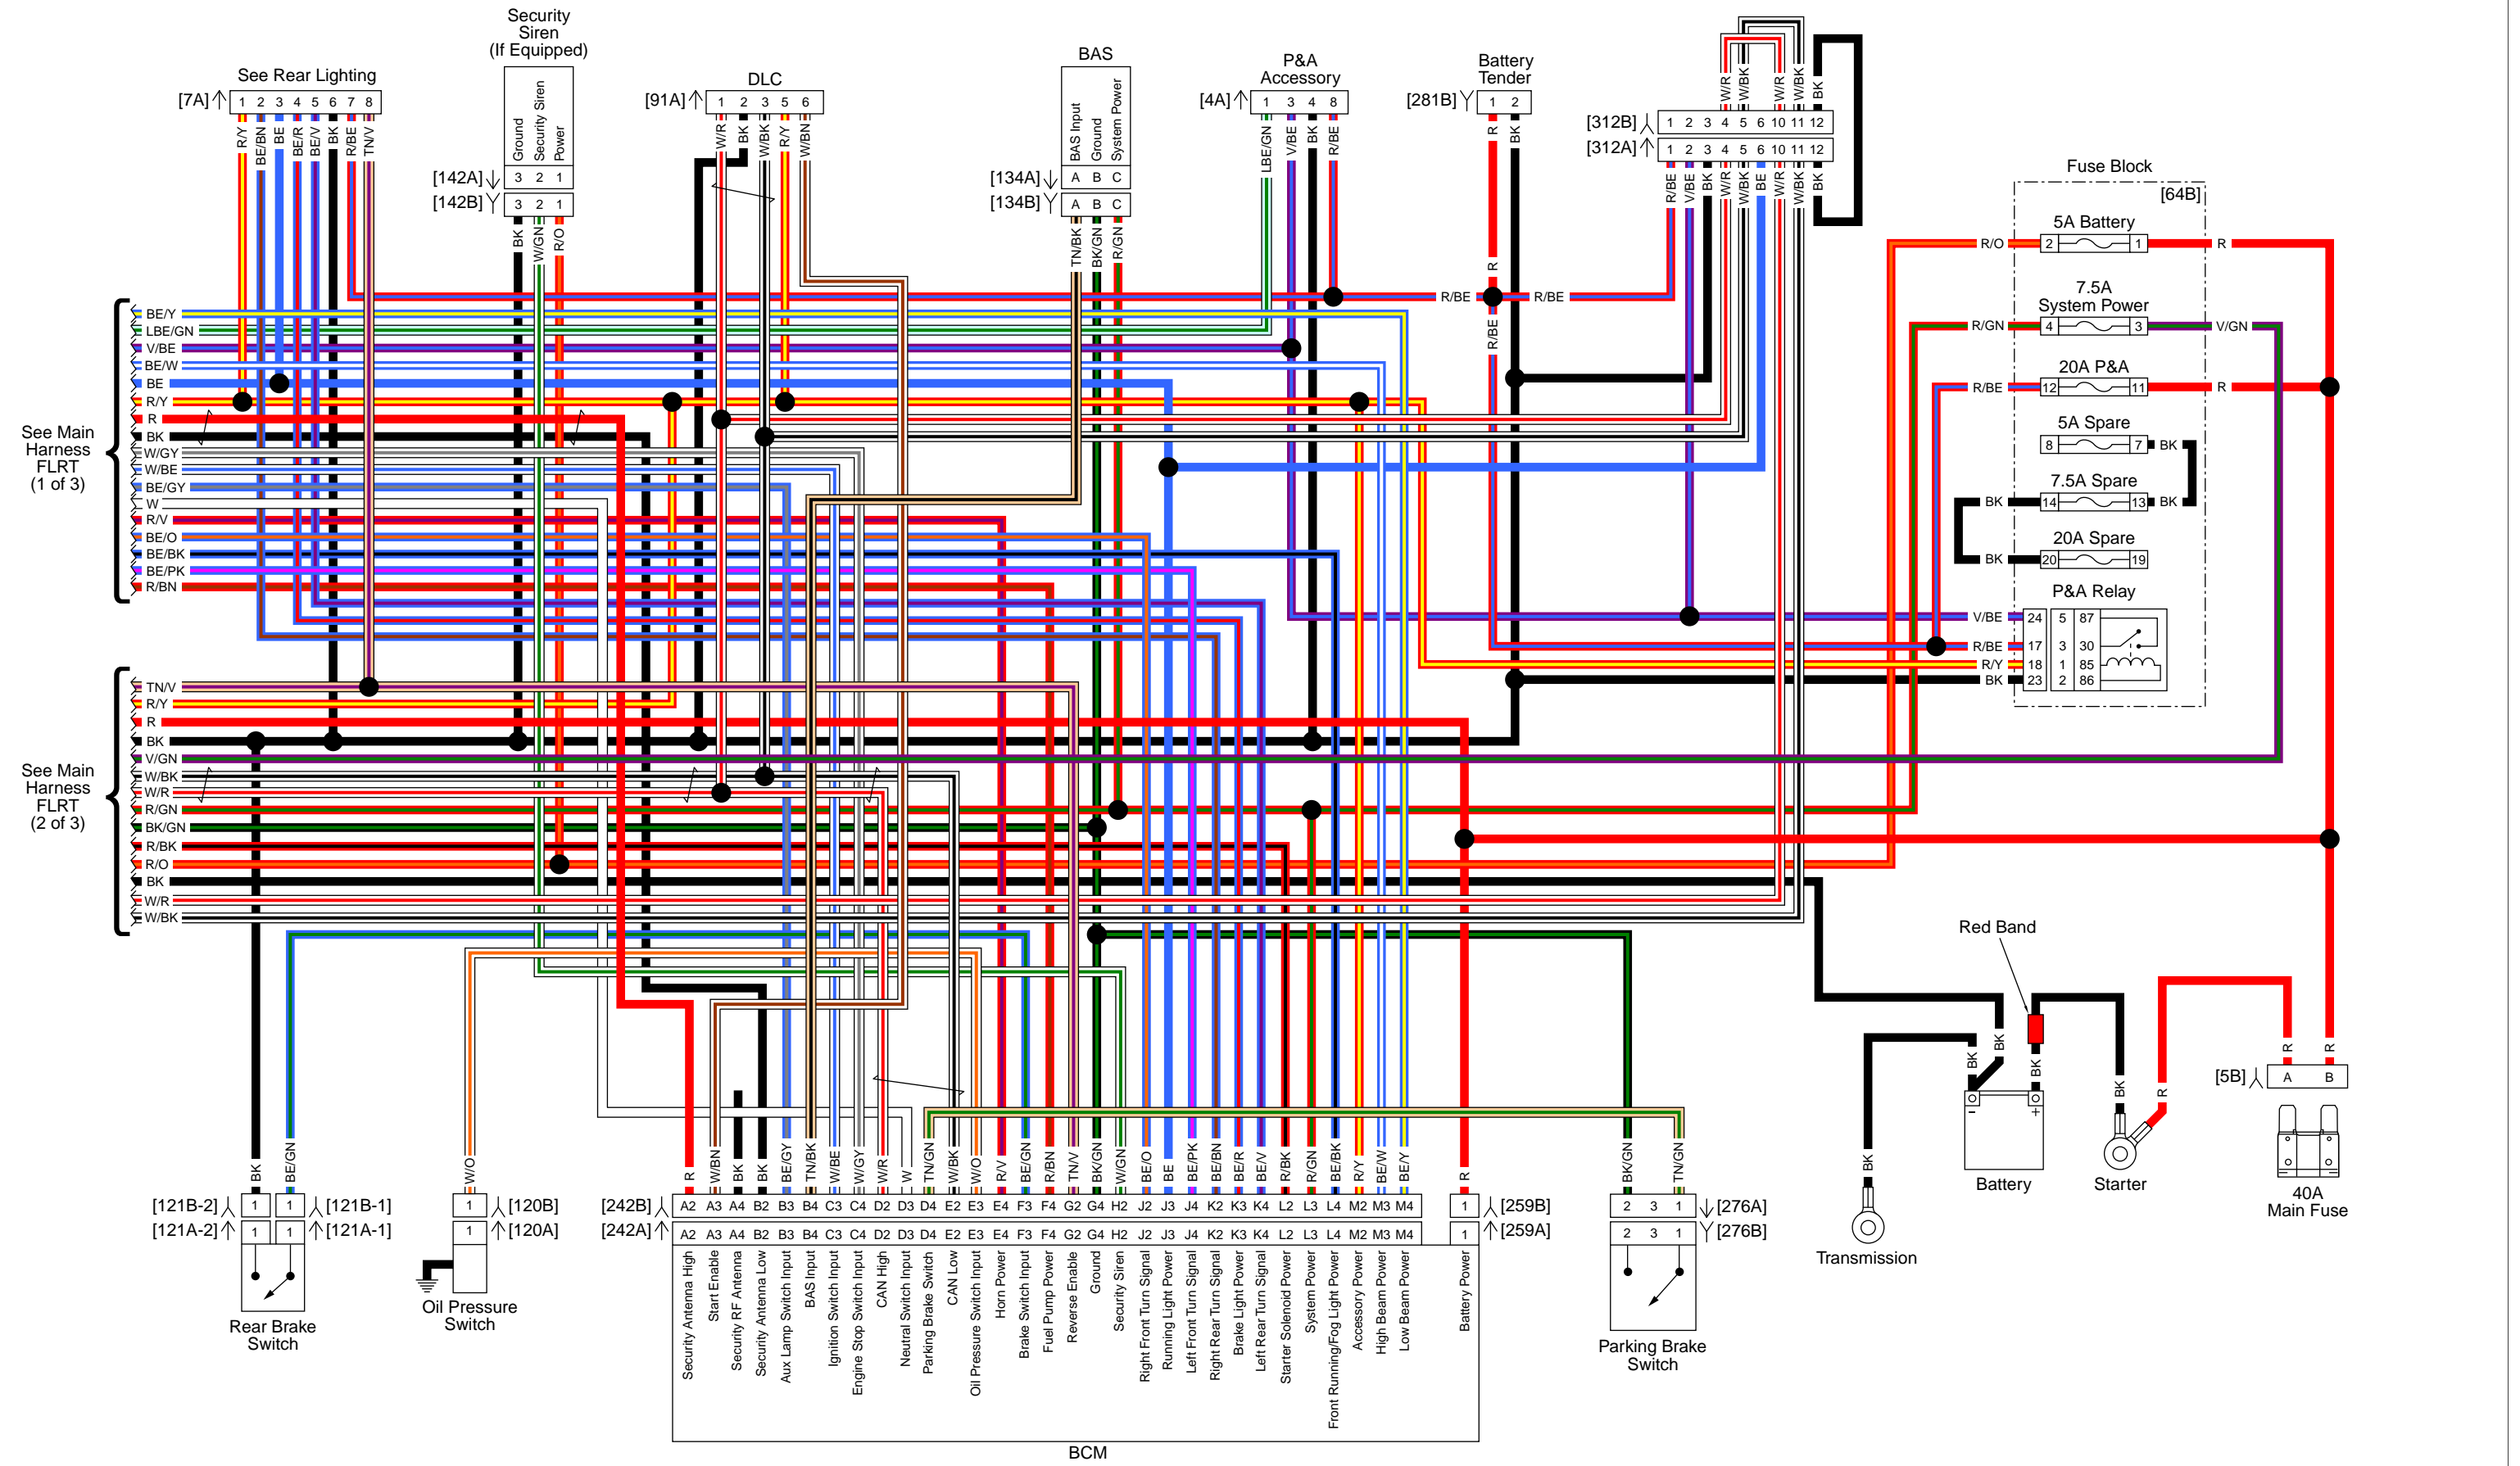 Security
Siren
(If Equipped)
See Rear Lighting
[7A] 1 2 3 4 5 6 7 8
R/Y BE/BN BE BE/R BE/V BK R/BE TN/V
Ground Security Siren Power
[142A] 3 2 1
[142B] 3 2 1
BK W/GN R/O
DLC
[91A] 1 2 3 5 6
W/R BK W/BK R/Y W/BN
BAS
BAS Input Ground System Power
[134A] A B C
[134B] A B C
TN/BK BK/GN R/GN
P&A
Accessory
[4A] 1 3 4 8
LBE/GN V/BE BK R/BE
Battery
Tender
[281B] 1 2
R BK
R
R/BE R/BE
R/BE
W/R W/BK W/R W/BK BK
[312B] 1 2 3 4 5 6 10 11 12
[312A] 1 2 3 4 5 6 10 11 12
R/BE V/BE BK W/R W/BK BE W/R W/BK BK
Fuse Block
[64B]
5A Battery
R/O 2 1 R
7.5A
System Power
R/GN 4 3 V/GN
20A P&A
R/BE 12 11 R
5A Spare
8 7 BK
7.5A Spare
BK 14 13 BK
20A Spare
BK 20 19
P&A Relay
V/BE 24 5 87
R/BE 17 3 30
R/Y 18 1 85
BK 23 2 86
See Main
Harness
FLRT
(1 of 3)
BE/Y
LBE/GN
V/BE
BE/W
BE
R/Y
R
BK
W/GY
W/BE
BE/GY
W
R/V
BE/O
BE/BK
BE/PK
R/BN
See Main
Harness
FLRT
(2 of 3)
TN/V
R/Y
R
BK
V/GN
W/BK
W/R
R/GN
BK/GN
R/BK
R/O
BK
W/R
W/BK
BK BE/GN
[121B-2] 1 1 [121B-1]
[121A-2] 1 1 [121A-1]
Rear Brake
Switch
W/O
1 [120B]
1 [120A]
Oil Pressure
Switch
R W/BN BK BK BE/GY TN/BK W/BE W/GY W/R W TN/GN W/BK W/O R/V BE/GN R/BN TN/V BK/GN W/GN BE/O BE BE/PK BE/BN BE/R BE/V R/BK R/GN BE/BK R/Y BE/W BE/Y R
[242B] A2 A3 A4 B2 B3 B4 C3 C4 D2 D3 D4 E2 E3 E4 F3 F4 G2 G4 H2 J2 J3 J4 K2 K3 K4 L2 L3 L4 M2 M3 M4 1 [259B]
[242A] A2 A3 A4 B2 B3 B4 C3 C4 D2 D3 D4 E2 E3 E4 F3 F4 G2 G4 H2 J2 J3 J4 K2 K3 K4 L2 L3 L4 M2 M3 M4 1 [259A]
Security Antenna High
Start Enable
Security RF Antenna
Security Antenna Low
Aux Lamp Switch Input
BAS Input
Ignition Switch Input
Engine Stop Switch Input
CAN High
Neutral Switch Input
Parking Brake Switch
CAN Low
Oil Pressure Switch Input
Horn Power
Brake Switch Input
Fuel Pump Power
Reverse Enable
Ground
Security Siren
Right Front Turn Signal
Running Light Power
Left Front Turn Signal
Right Rear Turn Signal
Brake Light Power
Left Rear Turn Signal
Starter Solenoid Power
System Power
Front Running/Fog Light Power
Accessory Power
High Beam Power
Low Beam Power
Battery Power
BCM
BK/GN TN/GN
2 3 1 [276A]
2 3 1 [276B]
Parking Brake
Switch
Red Band
BK BK BK BK R R R
BK
- +
Battery
Starter
Transmission
[5B] A B
40A
Main Fuse